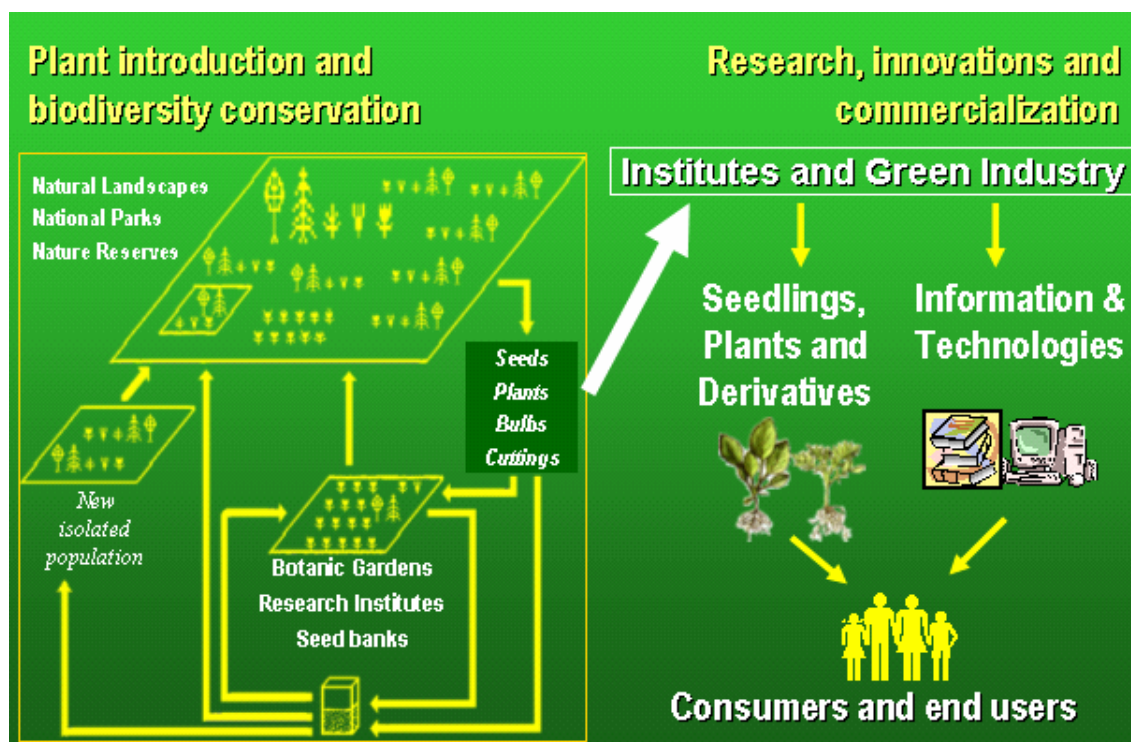 Plant introduction and
biodiversity conservation
Natural Landscapes
National Parks
Nature Reserves
Seeds
Plants
Bulbs
Cuttings
New
isolated
population
Botanic Gardens
Research Institutes
Seed banks
Research, innovations and
commercialization
Institutes and Green Industry
Seedlings,
Plants and
Derivatives
Information &
Technologies
Consumers and end users